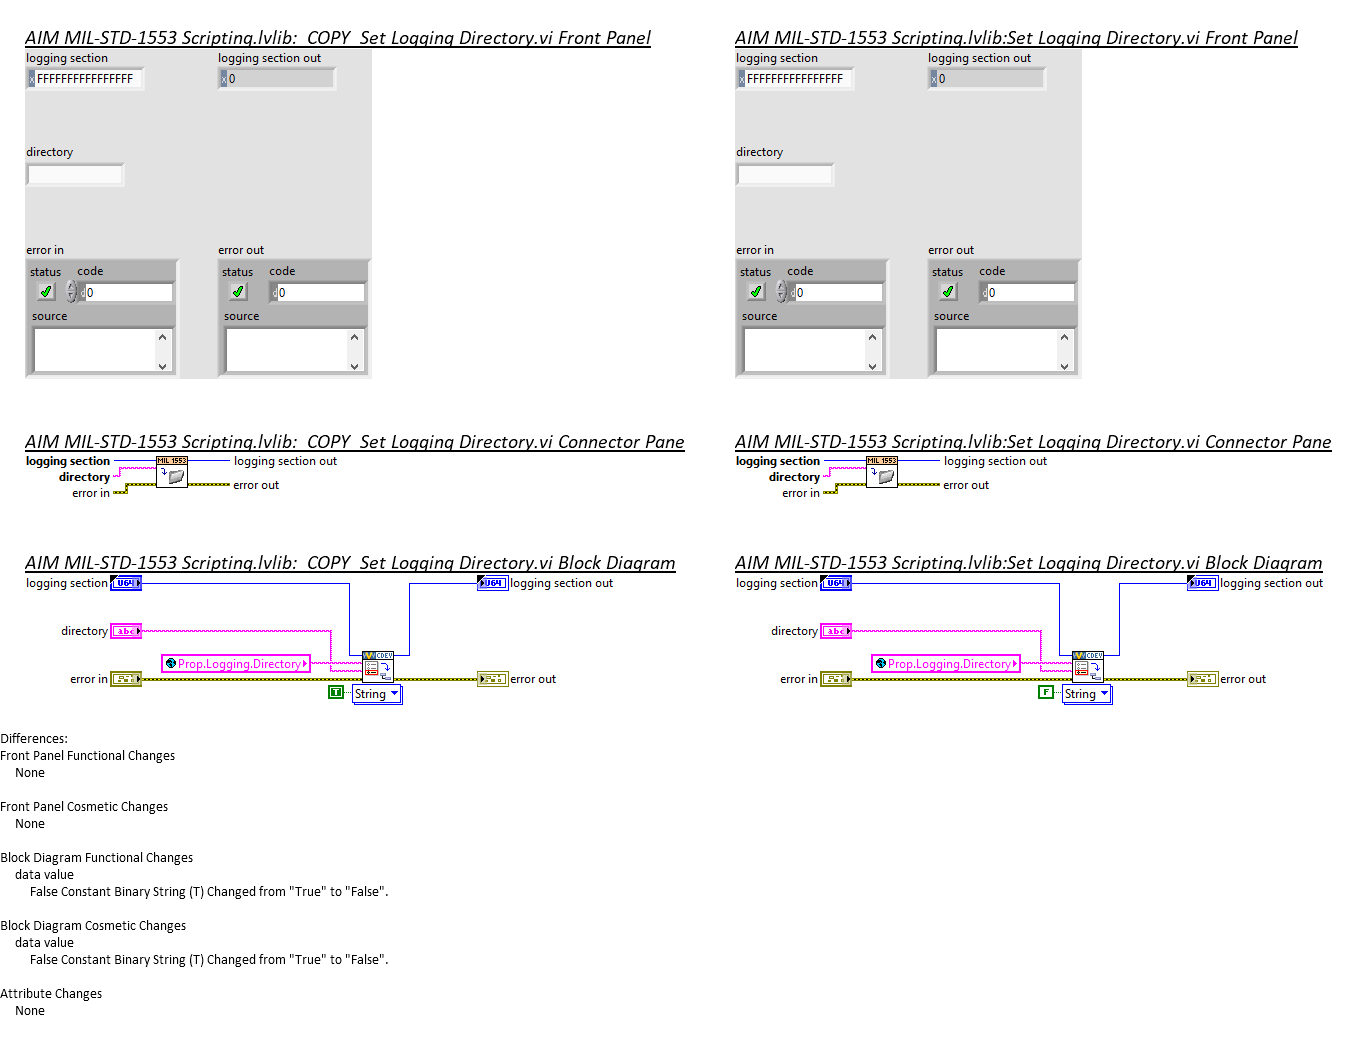 AIM MIL-STD-1553 Scripting.lvlib:_COPY_Set Logging Directory.vi Front Panel
logging section
logging section out
x FFFFFFFFFFFFFFFF
x 0
directory
error in
error out
status
code
status
code
d 0
d 0
source
source
AIM MIL-STD-1553 Scripting.lvlib:Set Logging Directory.vi Front Panel
logging section
logging section out
x FFFFFFFFFFFFFFFF
x 0
directory
error in
error out
status
code
status
code
d 0
d 0
source
source
AIM MIL-STD-1553 Scripting.lvlib:_COPY_Set Logging Directory.vi Connector Pane
logging section
MIL 1553
logging section out
directory
error in
error out
AIM MIL-STD-1553 Scripting.lvlib:Set Logging Directory.vi Connector Pane
logging section
MIL 1553
logging section out
directory
error in
error out
AIM MIL-STD-1553 Scripting.lvlib:_COPY_Set Logging Directory.vi Block Diagram
logging section
U64
U64
logging section out
directory
abc
CDEV
Prop.Logging.Directory
error in
error out
T
String
AIM MIL-STD-1553 Scripting.lvlib:Set Logging Directory.vi Block Diagram
logging section
U64
U64
logging section out
directory
abc
CDEV
Prop.Logging.Directory
error in
error out
F
String
Differences:
Front Panel Functional Changes
None
Front Panel Cosmetic Changes
None
Block Diagram Functional Changes
data value
False Constant Binary String (T) Changed from "True" to "False".
Block Diagram Cosmetic Changes
data value
False Constant Binary String (T) Changed from "True" to "False".
Attribute Changes
None